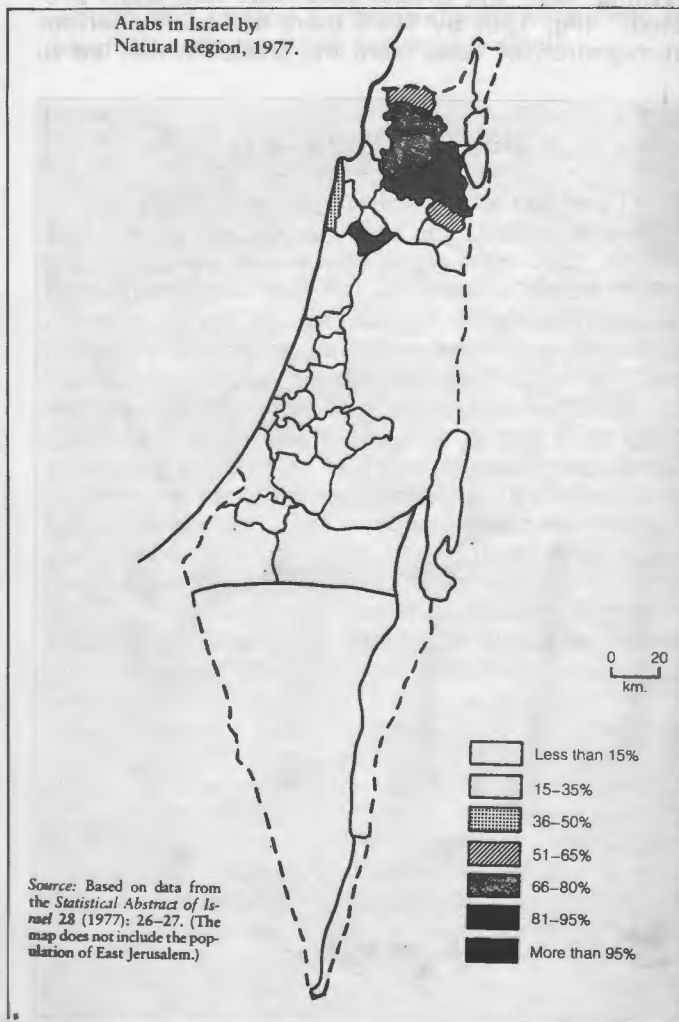 Arabs in Israel by
Natural Region, 1977.
0 20
km.
Less than 15%
15–35%
36–50%
51–65%
66–80%
81–95%
More than 95%
Source: Based on data from
the Statistical Abstract of Is-
rael 28 (1977): 26–27. (The
map does not include the pop-
ulation of East Jerusalem.)